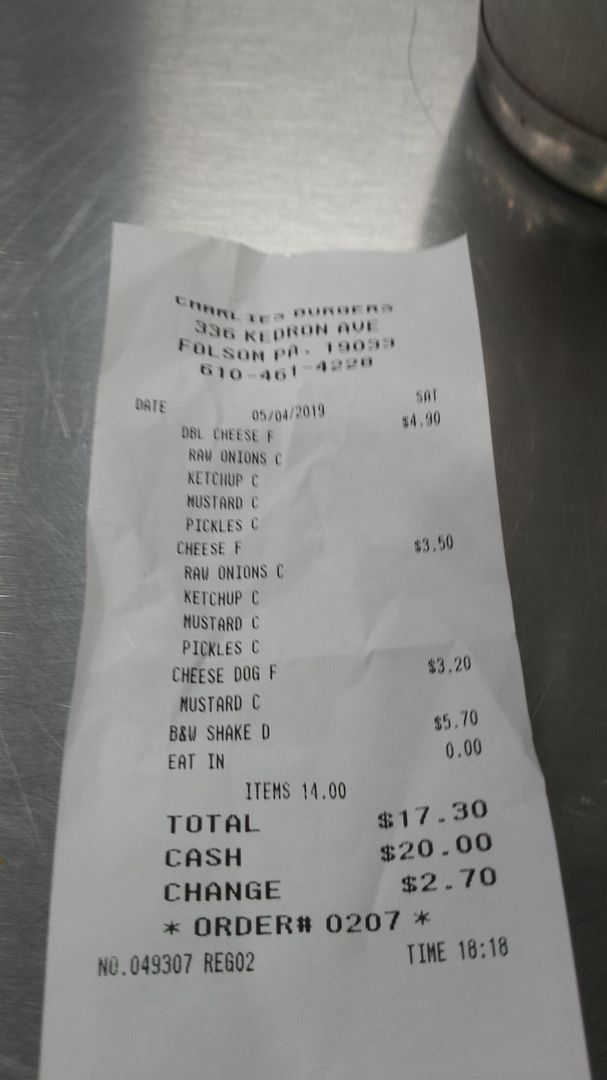 CHARLIES BURGERS
336 KEDRON AVE
FOLSOM PA. 19033
610-461-4228
DATE 05/04/2019 SAT
DBL CHEESE F $4.90
RAW ONIONS C
KETCHUP C
MUSTARD C
PICKLES C
CHEESE F $3.50
RAW ONIONS C
KETCHUP C
MUSTARD C
PICKLES C
CHEESE DOG F $3.20
MUSTARD C
B&W SHAKE D $5.70
EAT IN 0.00
ITEMS 14.00
TOTAL $17.30
CASH $20.00
CHANGE $2.70
* ORDER# 0207 *
NO.049307 REG02 TIME 18:18